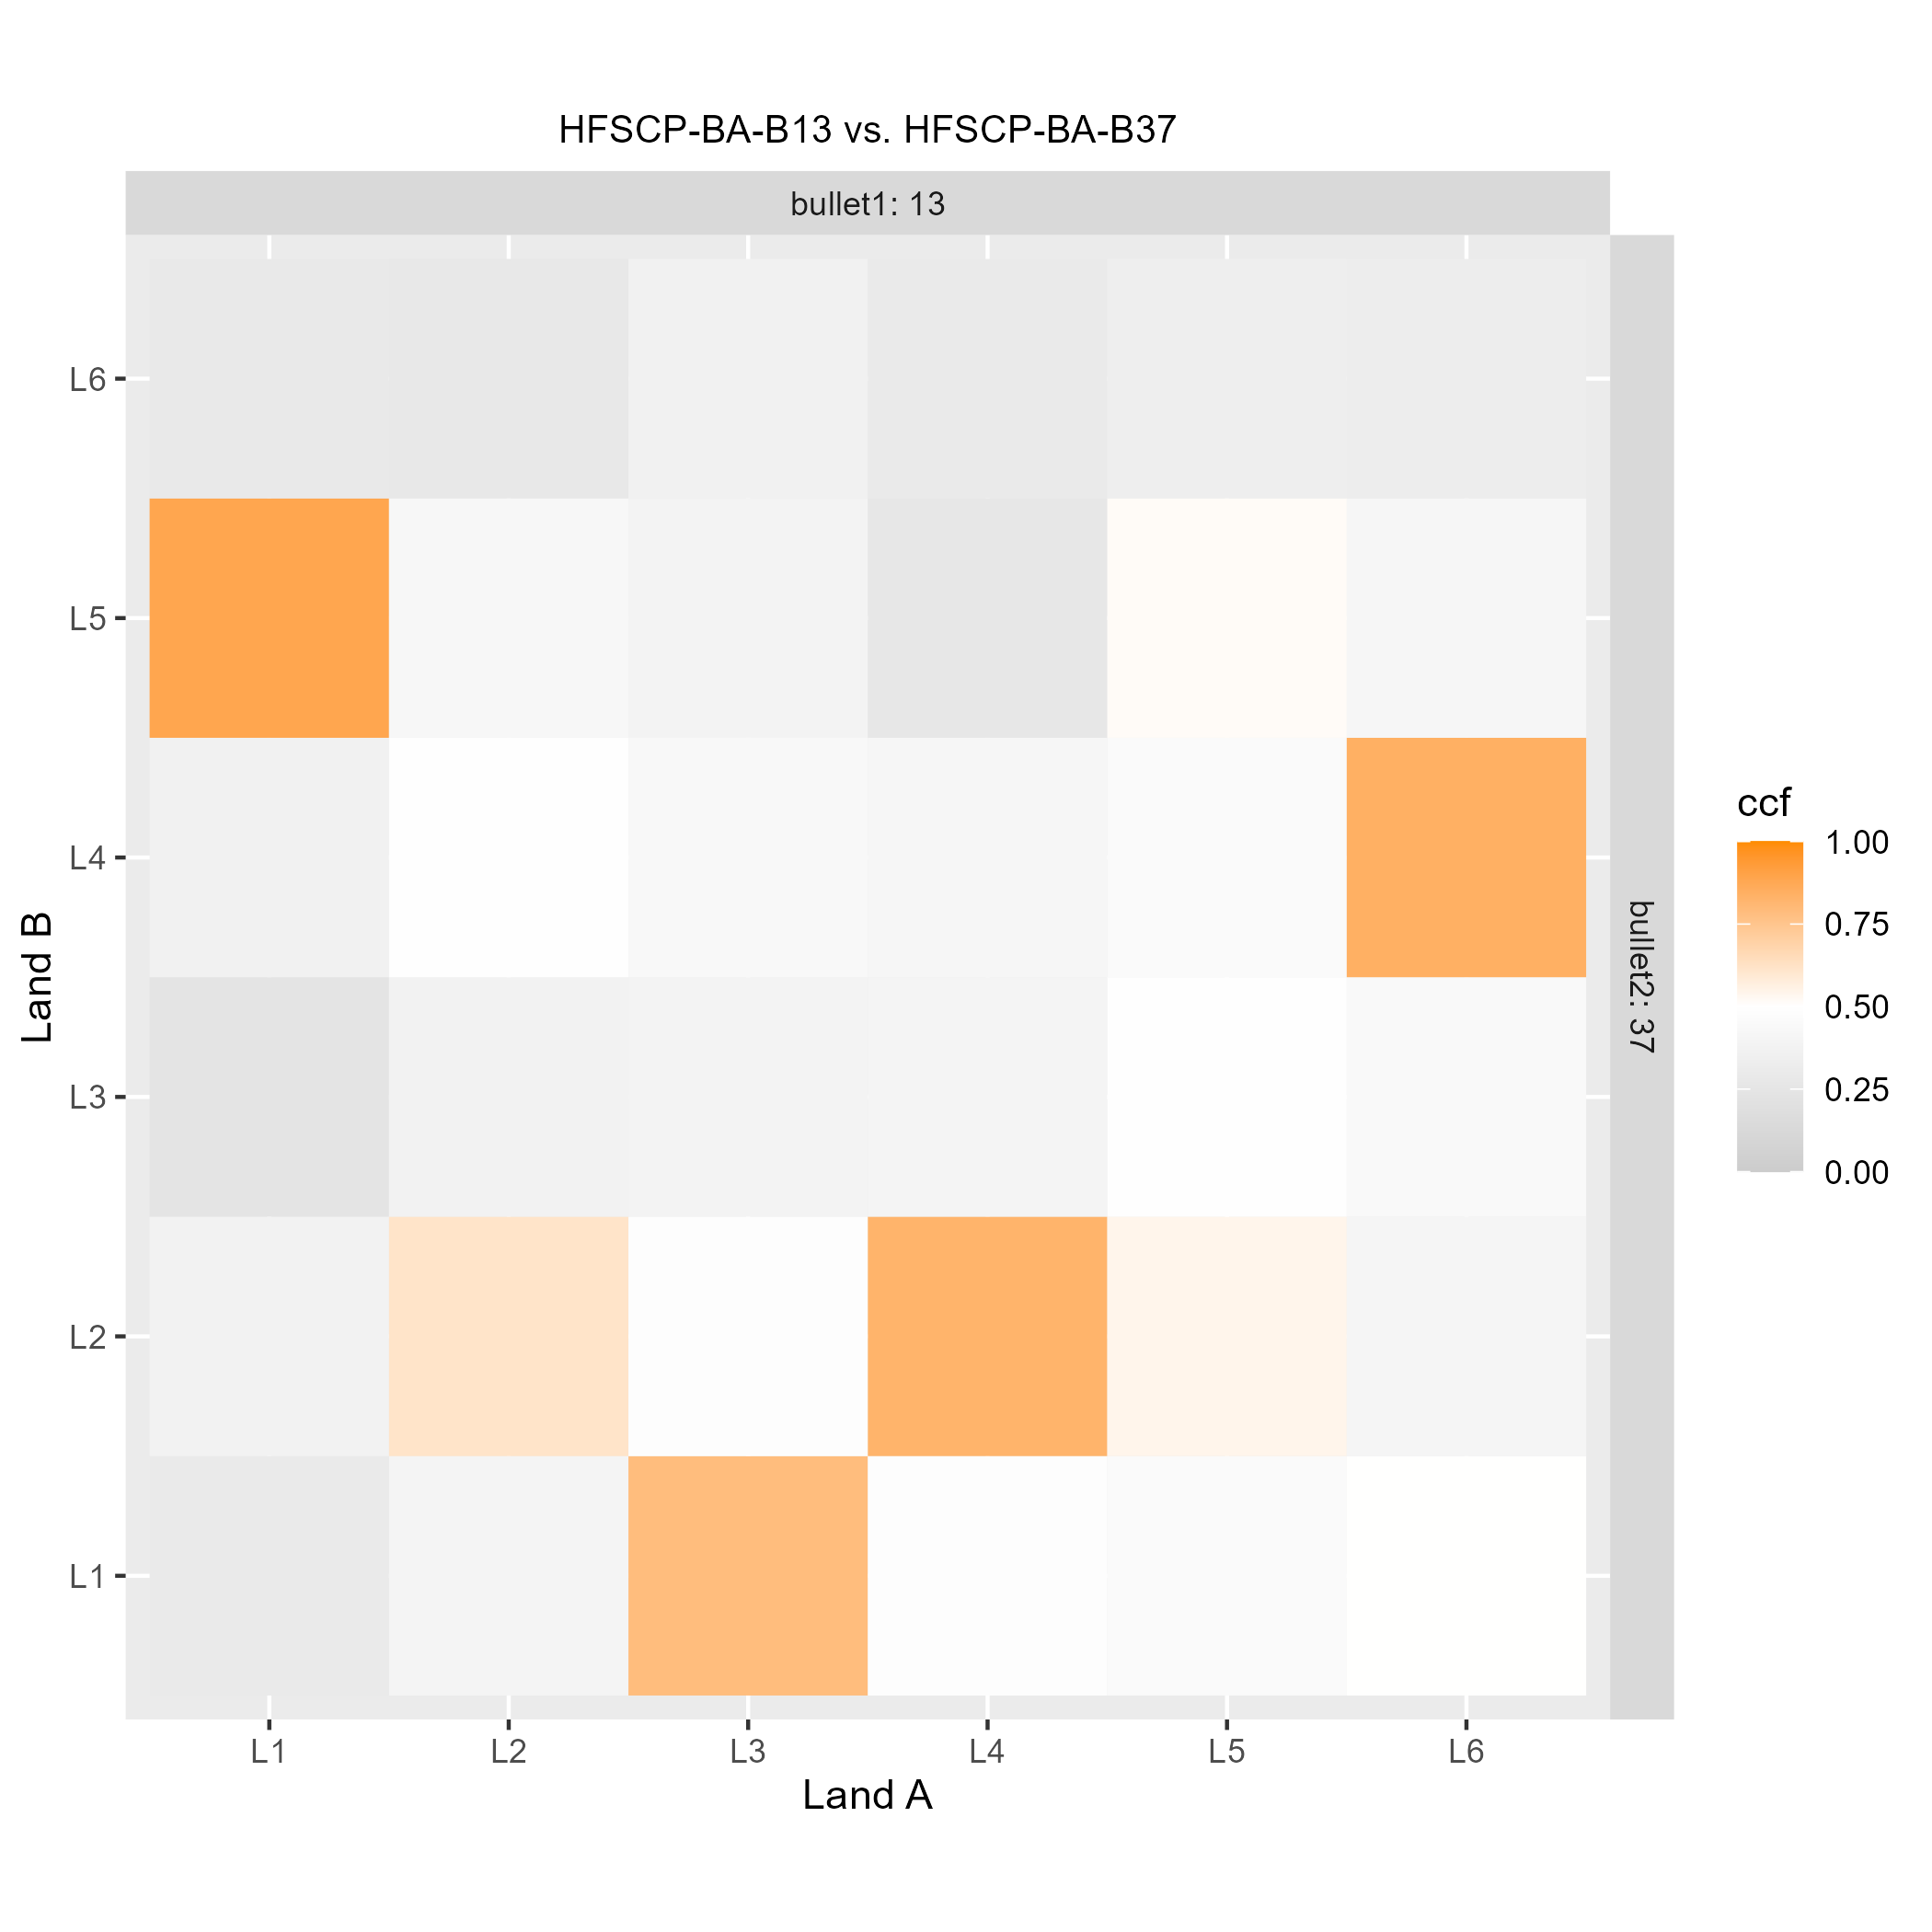 HFSCP-BA-B13 vs. HFSCP-BA-B37
bullet1: 13
L6
L5
L4
L3
L2
L1
Land B
L1 L2 L3 L4 L5 L6
Land A
bullet2: 37
ccf
1.00
0.75
0.50
0.25
0.00